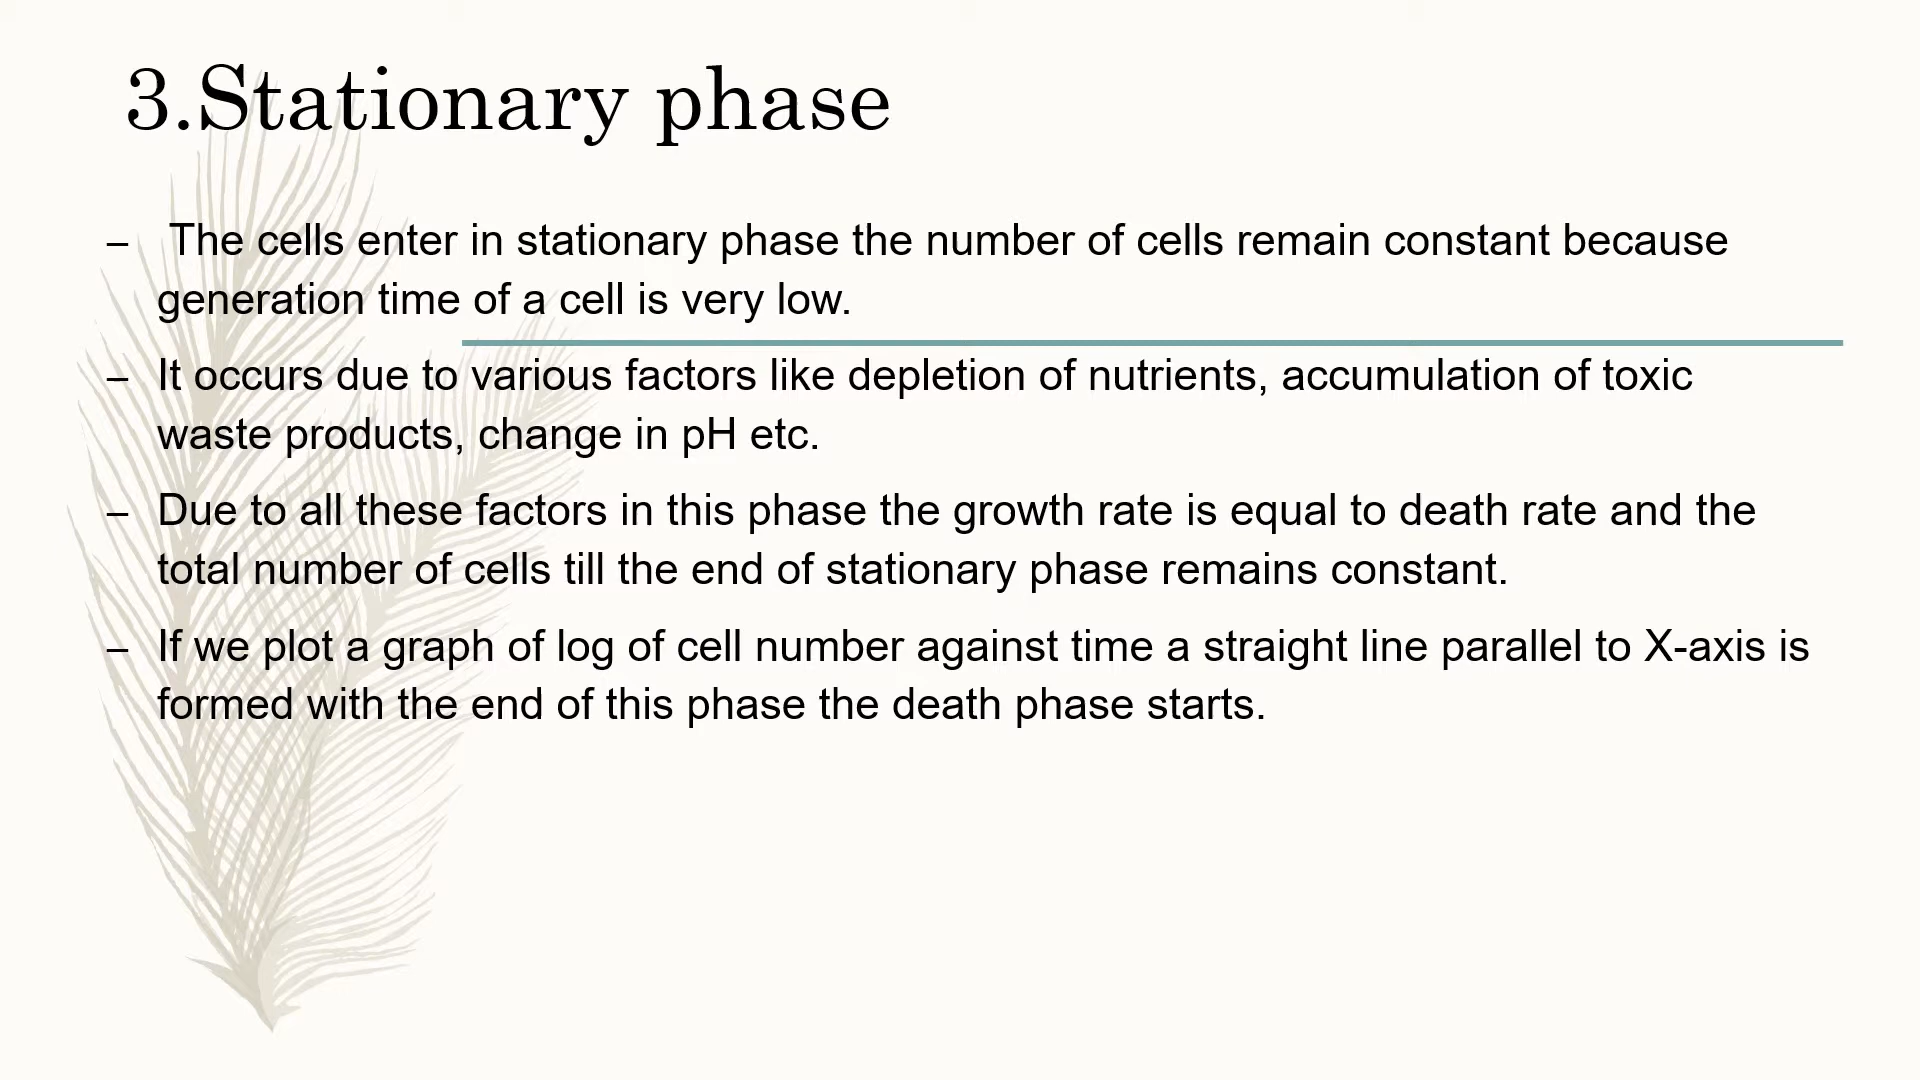 3.Stationary phase
– The cells enter in stationary phase the number of cells remain constant because
generation time of a cell is very low.
– It occurs due to various factors like depletion of nutrients, accumulation of toxic
waste products, change in pH etc.
– Due to all these factors in this phase the growth rate is equal to death rate and the
total number of cells till the end of stationary phase remains constant.
– If we plot a graph of log of cell number against time a straight line parallel to X-axis is
formed with the end of this phase the death phase starts.